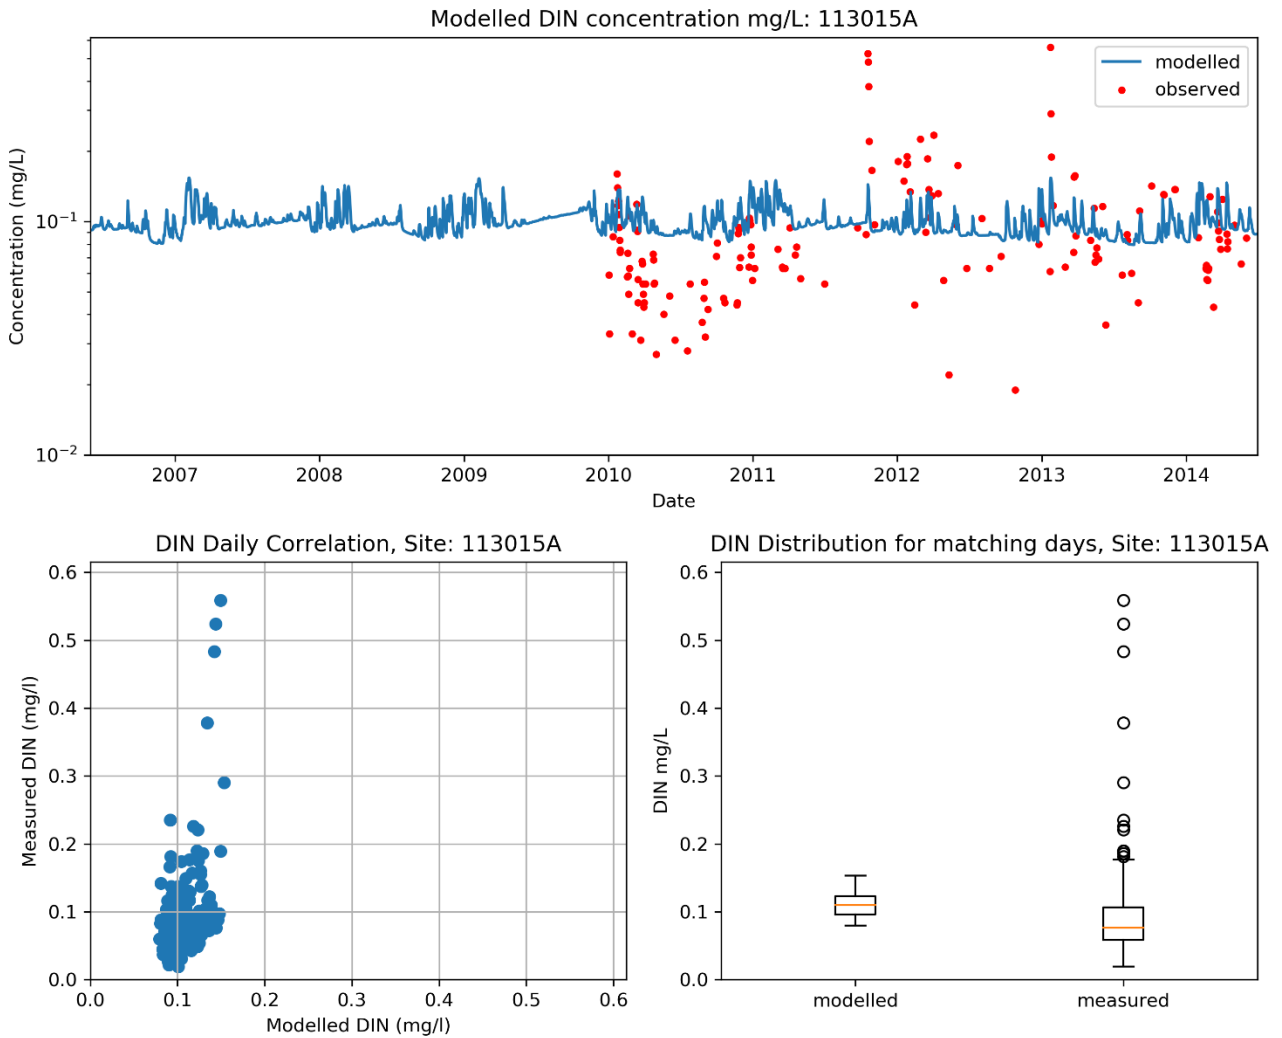 Modelled DIN concentration mg/L: 113015A
Concentration (mg/L)
10⁻¹
10⁻²
modelled
observed
2007 2008 2009 2010 2011 2012 2013 2014
Date
DIN Daily Correlation, Site: 113015A
Measured DIN (mg/l)
0.6
0.5
0.4
0.3
0.2
0.1
0.0
0.0 0.1 0.2 0.3 0.4 0.5 0.6
Modelled DIN (mg/l)
DIN Distribution for matching days, Site: 113015A
DIN mg/L
0.6
0.5
0.4
0.3
0.2
0.1
0.0
modelled measured